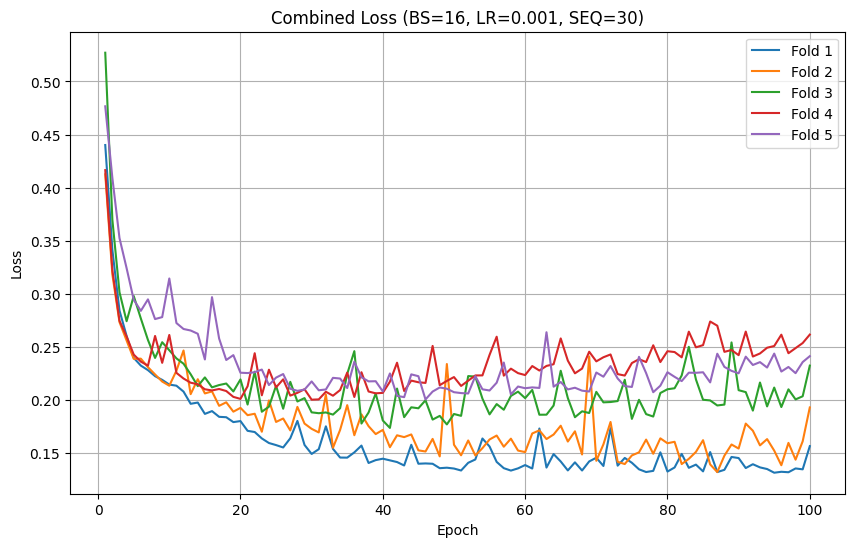 Combined Loss (BS=16, LR=0.001, SEQ=30)
Fold 1
Fold 2
Fold 3
Fold 4
Fold 5
Loss
0.50
0.45
0.40
0.35
0.30
0.25
0.20
0.15
0 20 40 60 80 100
Epoch